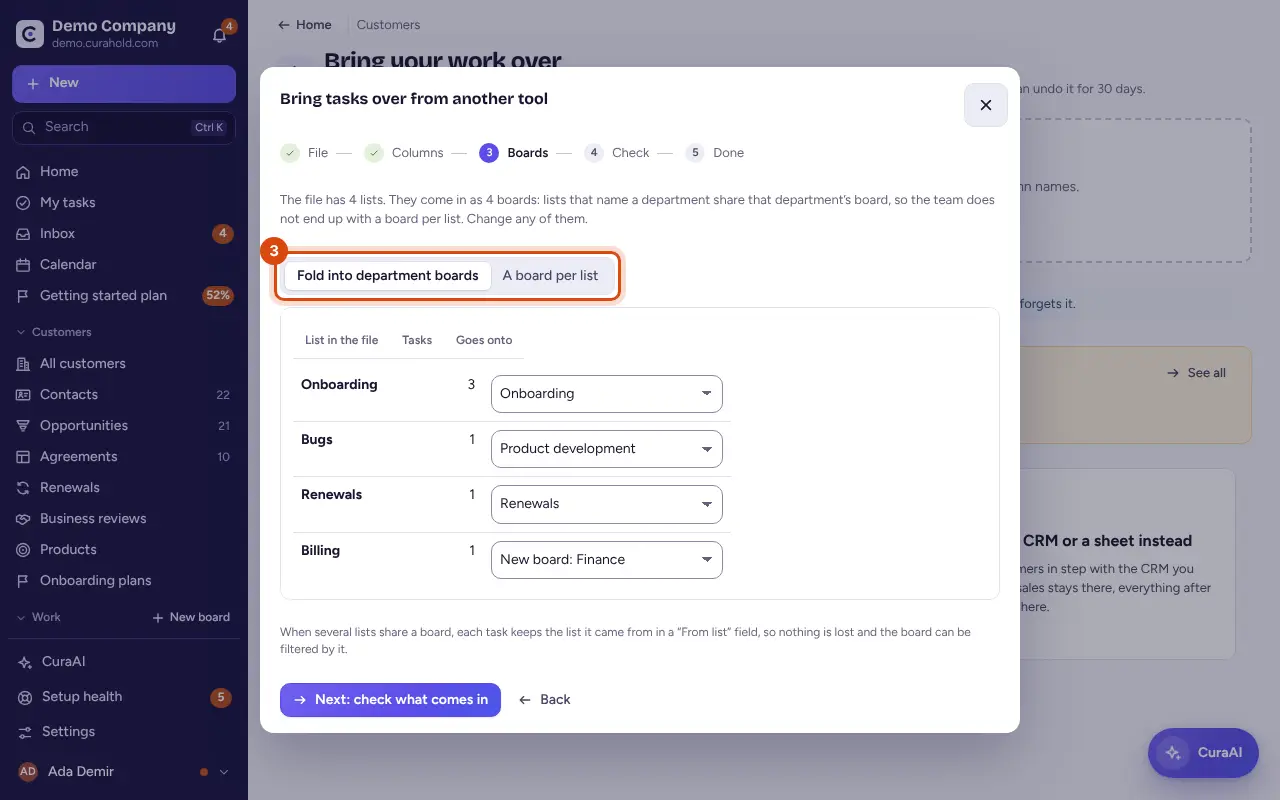 Demo Company
demo.curahold.com
4
New
Search
Ctrl K
Home
My tasks
Inbox
4
Calendar
Getting started plan
52%
Customers
All customers
Contacts
22
Opportunities
21
Agreements
10
Renewals
Business reviews
Products
Onboarding plans
Work
New board
CuraAI
Setup health
5
Settings
AD
Ada Demir
Home
Customers
Bring your work over
Bring tasks over from another tool
File
Columns
3
Boards
4
Check
5
Done
The file has 4 lists. They come in as 4 boards: lists that name a department share that department's board, so the team does
not end up with a board per list. Change any of them.
3
Fold into department boards
A board per list
List in the file
Tasks
Goes onto
Onboarding
3
Onboarding
Bugs
1
Product development
Renewals
1
Renewals
Billing
1
New board: Finance
When several lists share a board, each task keeps the list it came from in a “From list” field, so nothing is lost and the board can be
filtered by it.
Next: check what comes in
Back
undo it for 30 days.
names.
forgets it.
See all
CRM or a sheet instead
in step with the CRM you
sales stays there, everything after
here.
CuraAI